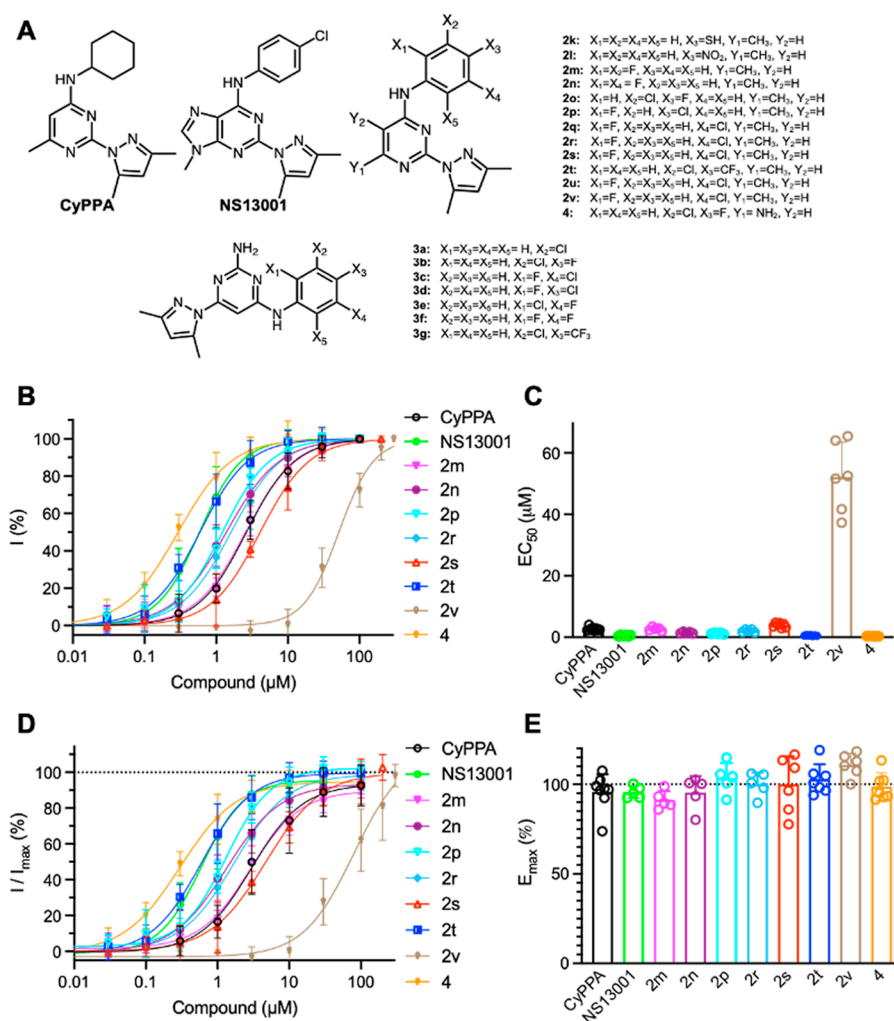 A
CyPPA
NS13001
2k: X₁=X₂=X₄=X₅= H, X₃=SH, Y₁=CH₃, Y₂=H
2l: X₁=X₂=X₄=X₅=H, X₃=NO₂, Y₁=CH₃, Y₂=H
2m: X₁=X₂=F, X₃=X₄=X₅=H, Y₁=CH₃, Y₂=H
2n: X₁=X₄= F, X₂=X₃=X₅=H, Y₁=CH₃, Y₂=H
2o: X₁=H, X₂=Cl, X₃=F, X₄=X₅=H, Y₁=CH₃, Y₂=H
2p: X₁=F, X₂=H, X₃=Cl, X₄=X₅=H, Y₁=CH₃, Y₂=H
2q: X₁=F, X₂=X₃=X₅=H, X₄=Cl, Y₁=CH₃, Y₂=H
2r: X₁=F, X₂=X₃=X₅=H, X₄=Cl, Y₁=CH₃, Y₂=H
2s: X₁=F, X₂=X₃=X₅=H, X₄=Cl, Y₁=CH₃, Y₂=H
2t: X₁=X₄=X₅=H, X₂=Cl, X₃=CF₃, Y₁=CH₃, Y₂=H
2u: X₁=F, X₂=X₃=X₅=H, X₄=Cl, Y₁=CH₃, Y₂=H
2v: X₁=F, X₂=X₃=X₅=H, X₄=Cl, Y₁=CH₃, Y₂=H
4: X₁=X₄=X₅=H, X₂=Cl, X₃=F, Y₁= NH₂, Y₂=H
HN N N
N N
Cl
HN N N N N
N N
X₁ X₂ X₃ X₄ X₅
HN Y₂ Y₁ N N
N N
NH₂
N N N N
N H
X₁ X₂ X₃ X₄ X₅
3a: X₁=X₃=X₄=X₅= H, X₂=Cl
3b: X₁=X₄=X₅=H, X₂=Cl, X₃=F
3c: X₂=X₃=X₅=H, X₁=F, X₄=Cl
3d: X₂=X₄=X₅=H, X₁=F, X₃=Cl
3e: X₂=X₃=X₅=H, X₁=Cl, X₄=F
3f: X₂=X₃=X₅=H, X₁=F, X₄=F
3g: X₁=X₄=X₅=H, X₂=Cl, X₃=CF₃
B
I (%)
100
80
60
40
20
0
0.01 0.1 1 10 100
Compound (µM)
CyPPA
NS13001
2m
2n
2p
2r
2s
2t
2v
4
C
EC₅₀ (µM)
60
40
20
0
CyPPA NS13001 2m 2n 2p 2r 2s 2t 2v 4
D
I / Iₘₐₓ (%)
100
80
60
40
20
0
0.01 0.1 1 10 100
Compound (µM)
CyPPA
NS13001
2m
2n
2p
2r
2s
2t
2v
4
E
Eₘₐₓ (%)
100
50
0
CyPPA NS13001 2m 2n 2p 2r 2s 2t 2v 4